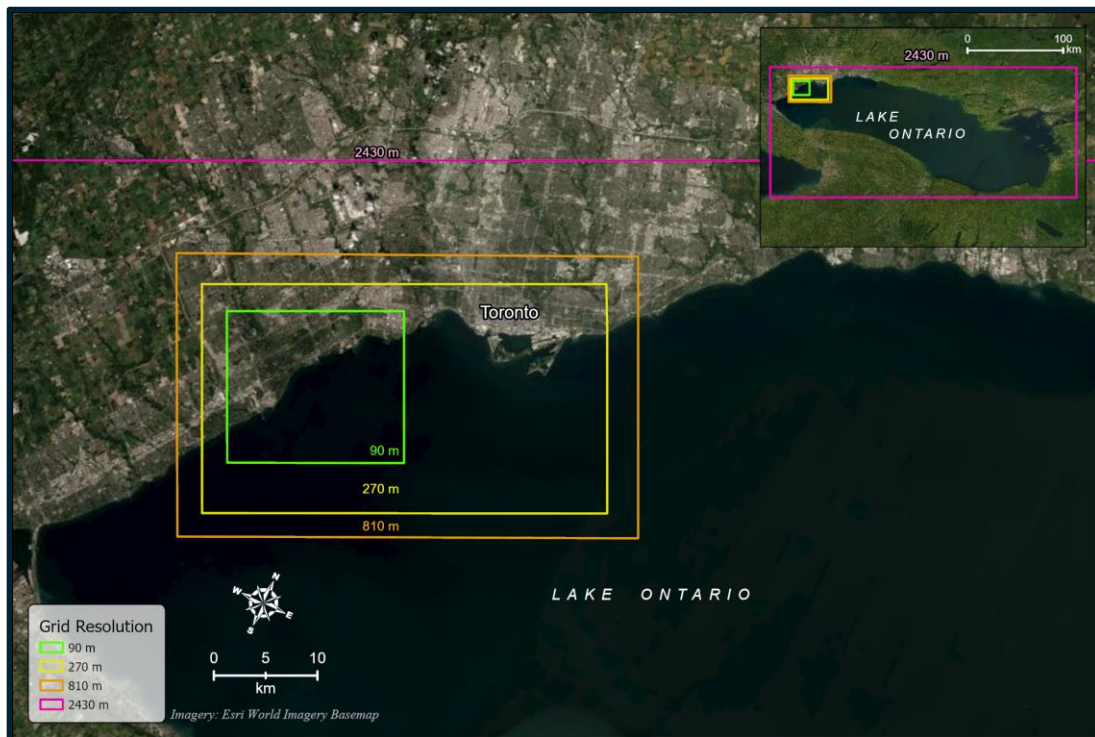 0 100
km
2430 m
LAKE
ONTARIO
2430 m
Toronto
90 m
270 m
810 m
LAKE ONTARIO
N
W
E
S
Grid Resolution
90 m
270 m
810 m
2430 m
0 5 10
km
Imagery: Esri World Imagery Basemap